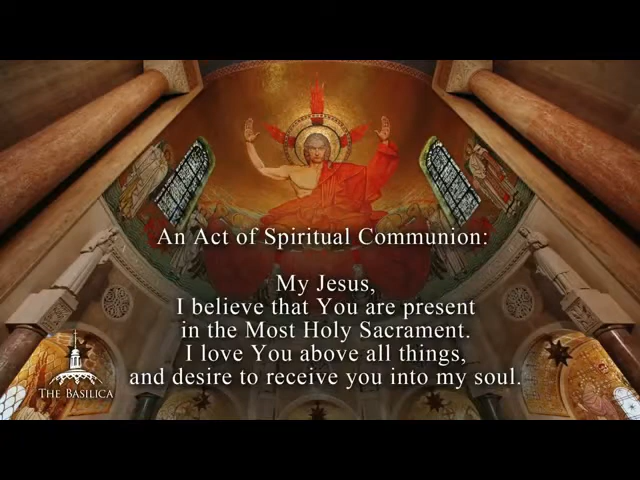 An Act of Spiritual Communion:
My Jesus,
I believe that You are present
in the Most Holy Sacrament.
I love You above all things,
and desire to receive you into my soul.
THE BASILICA